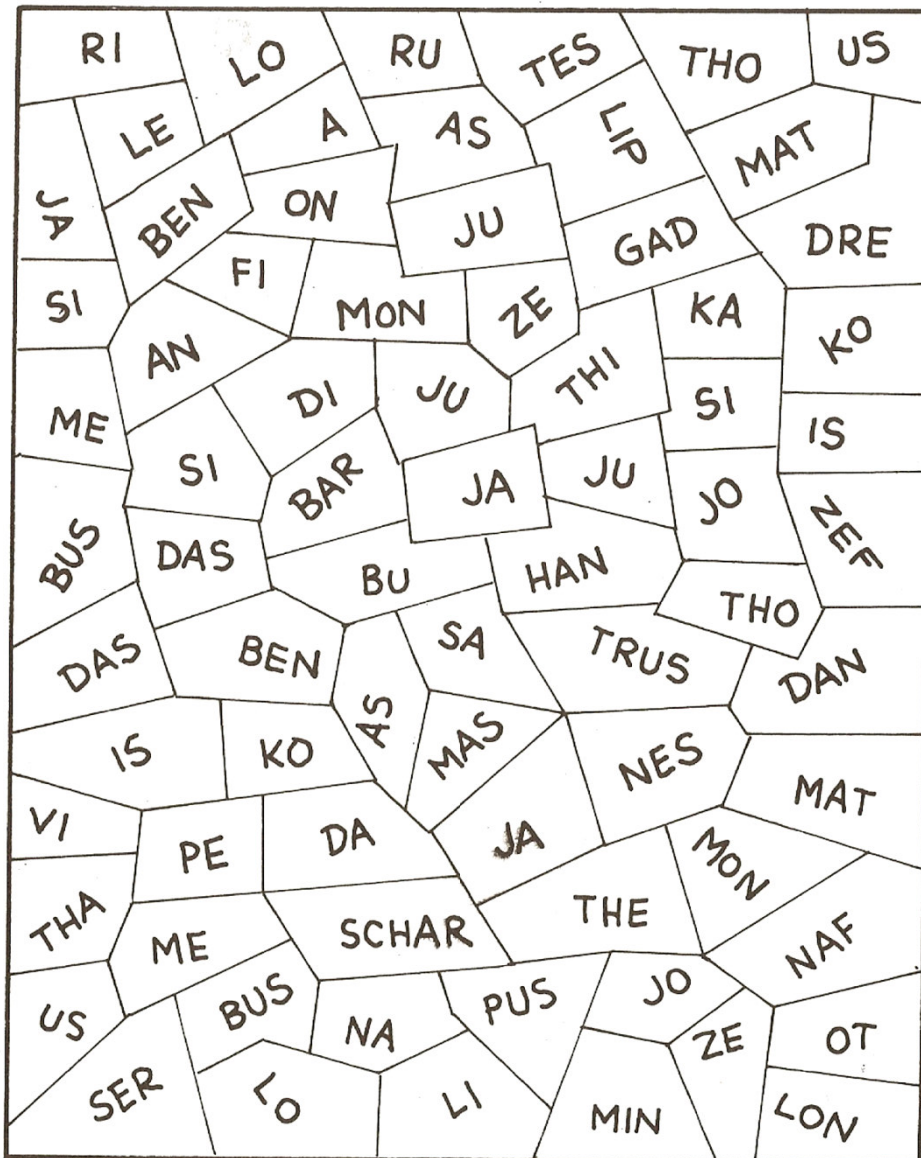 RI LO RU TES THO US
LE A AS LIP MAT
JA BEN ON JU GAD DRE
SI FI MON ZE KA KO
AN DI JU THI SI IS
ME SI BAR JA JU JO ZEF
BUS DAS BU HAN THO
DAS BEN SA TRUS DAN
IS KO AS MAS NES MAT
VI PE DA JA MON
THA ME SCHAR THE NAF
US BUS NA PUS JO ZE OT
SER LO LI MIN LON